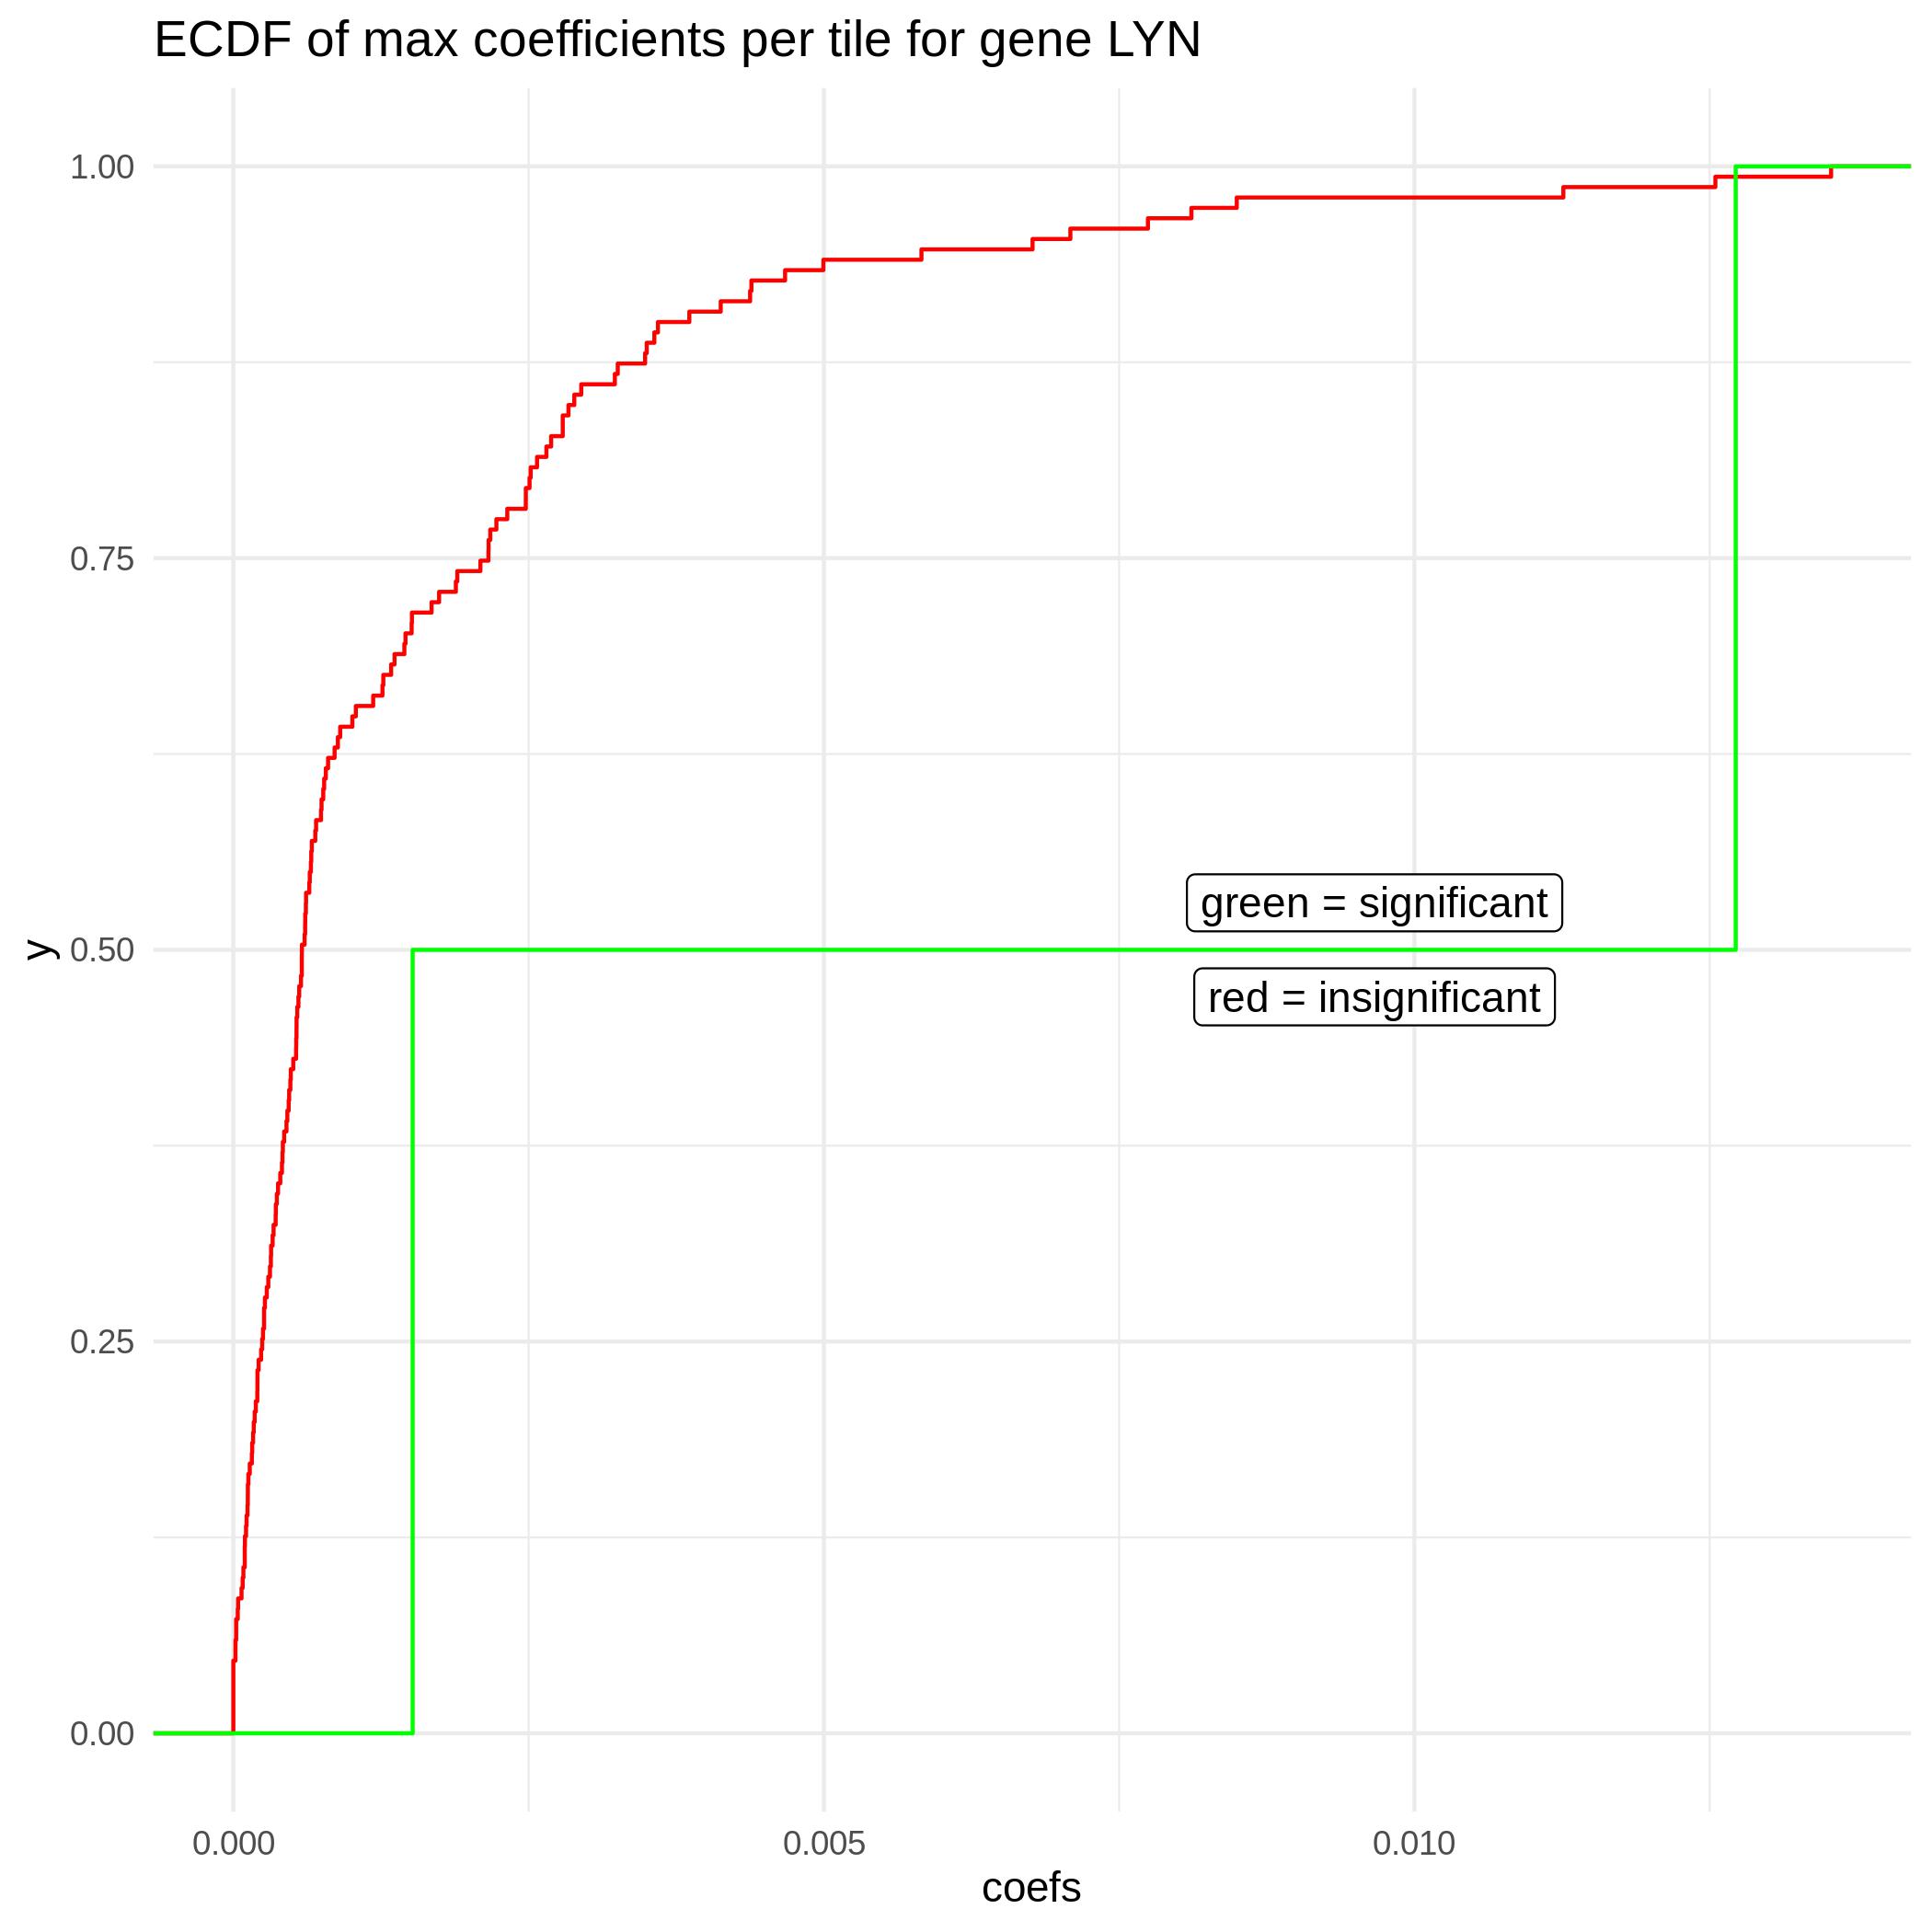 ECDF of max coefficients per tile for gene LYN
1.00
0.75
0.50
0.25
0.00
y
green = significant
red = insignificant
0.000
0.005
0.010
coefs